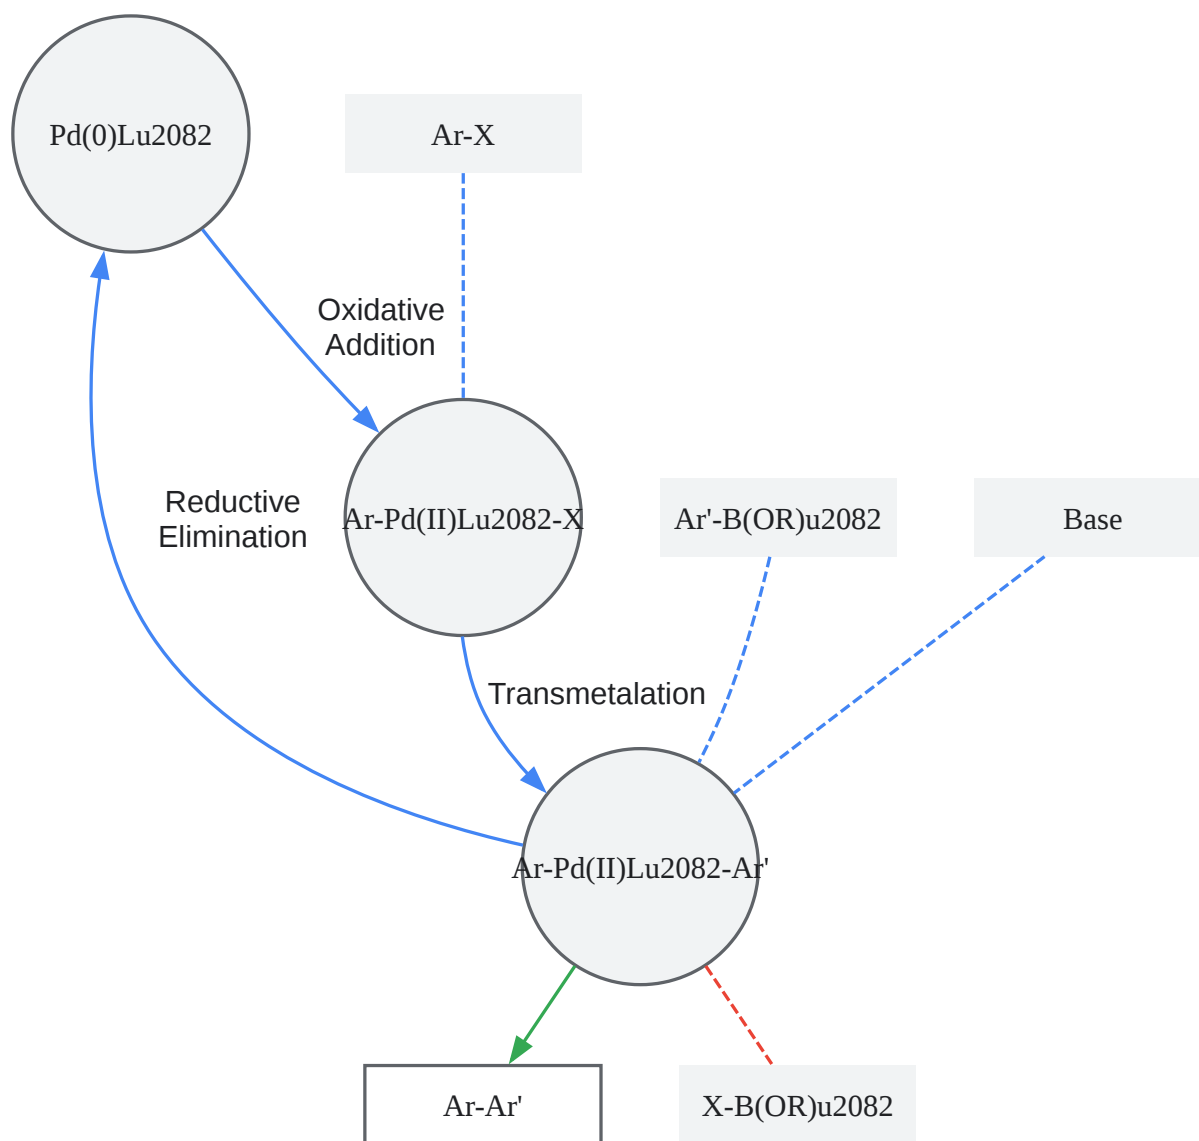 Pd(0)Lu2082
Ar-X
Oxidative
Addition
Reductive
Elimination
Ar-Pd(II)Lu2082-X
Ar'-B(OR)u2082
Base
Transmetalation
Ar-Pd(II)Lu2082-Ar'
Ar-Ar'
X-B(OR)u2082